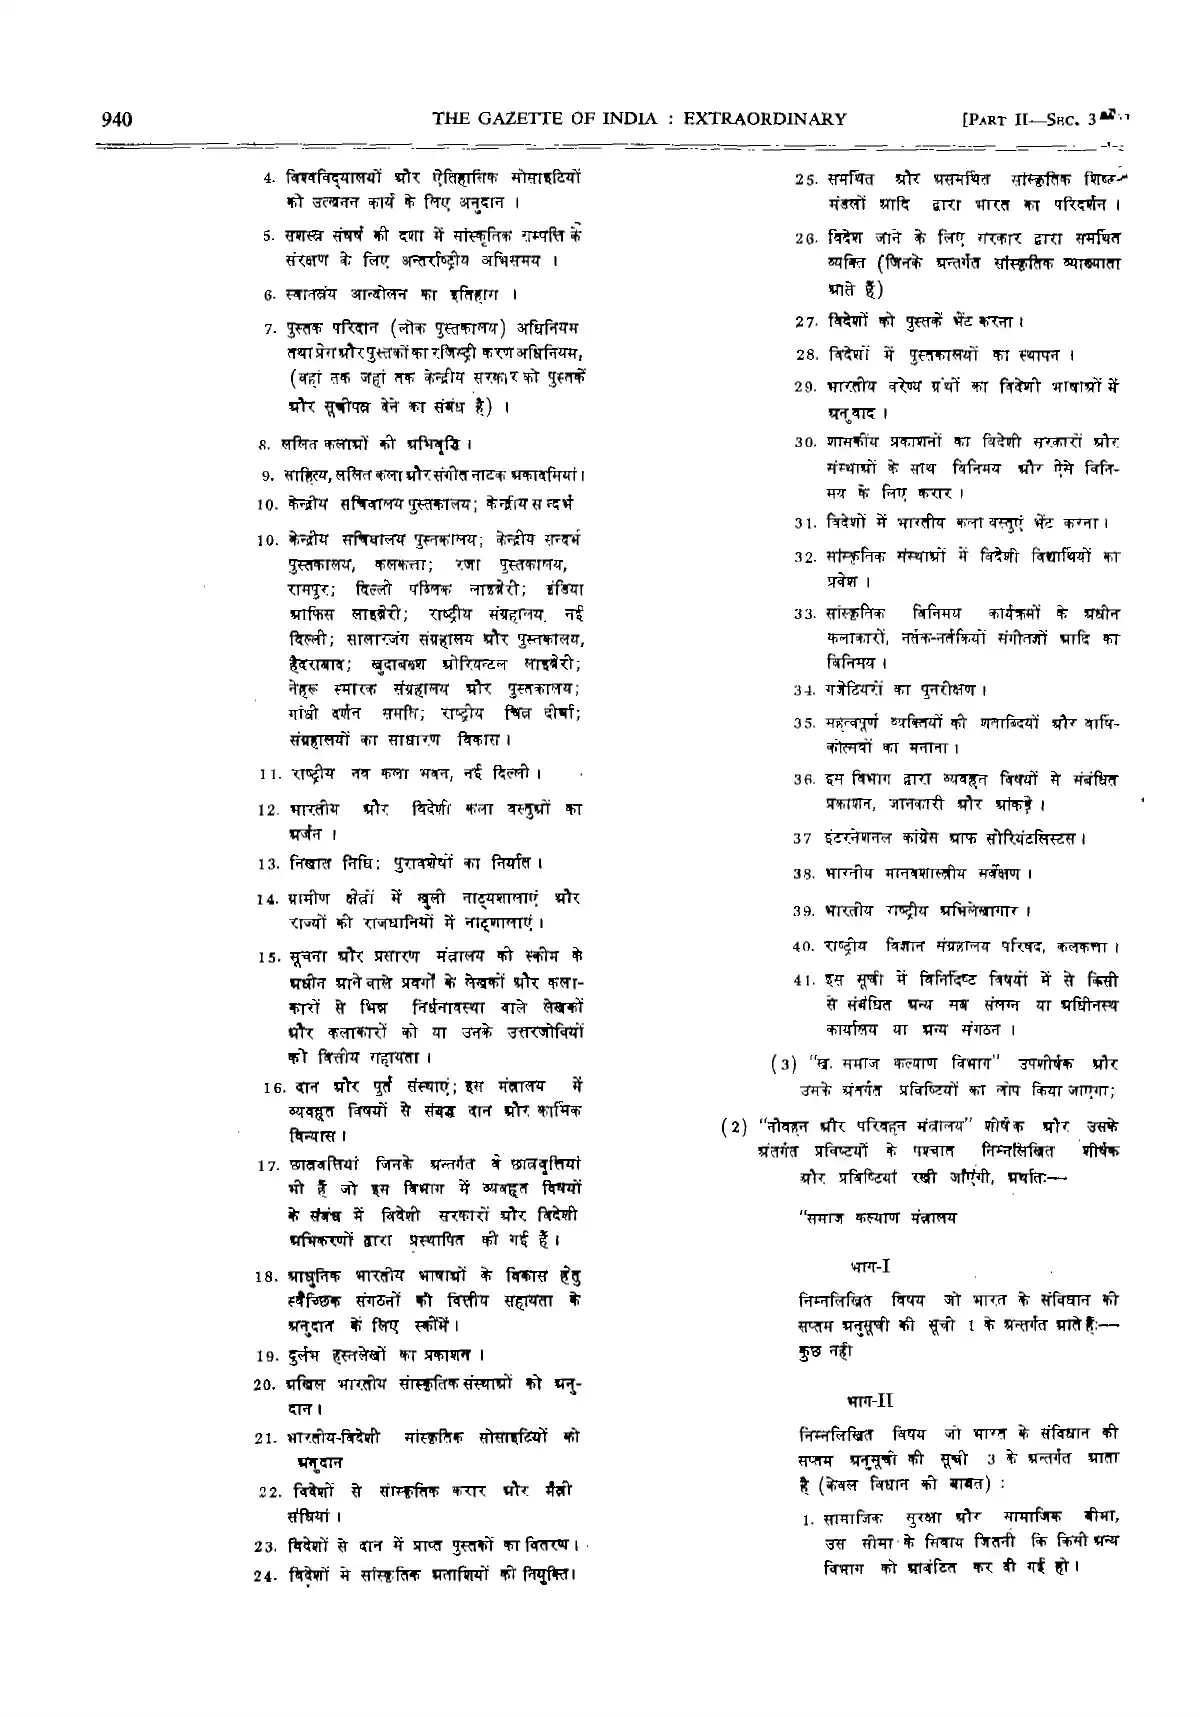 940
THE GAZETTE OF INDIA : EXTRAORDINARY
[PART II—SEC. 3
4. विश्वविद्यालयों और ऐतिहासिक सोसाइटियों
को उत्खनन कार्य के लिए अनुदान ।
5. सशस्त्र संघर्ष की दशा में सांस्कृतिक सम्पत्ति के
संरक्षण के लिए अन्तर्राष्ट्रीय अभिसमय ।
6. स्वातन्त्र्य आन्दोलन का इतिहास ।
7. पुस्तक परिदान (लोक पुस्तकालय) अधिनियम
तथा प्रेस और पुस्तकों का रजिस्ट्री करण अधिनियम,
(वहां तक जहां तक केन्द्रीय सरकार को पुस्तकें
और सूचीपत्र देने का संबंध है) ।
8. ललित कलाओं की अभिवृद्धि ।
9. साहित्य, ललित कला और संगीत नाटक अकादमियां ।
10. केन्द्रीय सचिवालय पुस्तकालय; केन्द्रीय सन्दर्भ
10. केन्द्रीय सचिवालय पुस्तकालय; केन्द्रीय सन्दर्भ
पुस्तकालय, कलकत्ता; रजा पुस्तकालय,
रामपुर; दिल्ली पब्लिक लाइब्रेरी; इंडिया
आफिस लाइब्रेरी; राष्ट्रीय संग्रहालय, नई
दिल्ली; सालारजंग संग्रहालय और पुस्तकालय,
हैदराबाद; खुदाबख्श ओरियन्टल लाइब्रेरी;
नेहरू स्मारक संग्रहालय और पुस्तकालय;
गांधी दर्शन समति; राष्ट्रीय चित्र दीर्घा;
संग्रहालयों का साधारण विकास ।
11. राष्ट्रीय नव कला भवन, नई दिल्ली ।
12. भारतीय और विदेशी कला वस्तुओं का
अर्जन ।
13. निखात निधि; पुरावशेषों का निर्यात ।
14. ग्रामीण क्षेत्रों में खुली नाट्यशालाएं और
राज्यों की राजधानियों में नाट्शालाएं ।
15. सूचना और प्रसारण मंत्रालय की स्कीम के
अधीन आने वाले प्रवर्गों के लेखकों और कला-
कारों से भिन्न निर्धनावस्था वाले लेखकों
और कलाकारों को या उनके उत्तरजीवियों
को वित्तीय सहायता ।
16. दान और पुर्त संस्थाएं; इस मंत्रालय में
व्यवहृत विषयों से संबद्ध दान और धार्मिक
विन्यास ।
17. छात्रवत्तियां जिनके अन्तर्गत वे छात्रवृत्तियां
भी हैं जो इस विभाग में व्यवहृत विषयों
के संबंध में विदेशी सरकारों और विदेशी
अभिकरणों द्वारा प्रस्थापित की गई हैं ।
18. आधुनिक भारतीय भाषाओं के विकास हेतु
स्वैच्छिक संगठनों की वित्तीय सहायता के
अनुदान कें लिए स्कीमें ।
19. दुर्लभ हस्तलेखों का प्रकाशन ।
20. अखिल भारतीय सांस्कृतिक संस्थाओं को अनु-
दान ।
21. भारतीय-विदेशी सांस्कृतिक सोसाइटियों को
अनुदान
22. विदेशों से सांस्कृतिक करार और मैत्री
संधियां ।
23. विदेशों से दान में प्राप्त पुस्तकों का वितरण ।
24. विदेशों में सांस्कृतिक अताशियों की नियुक्ति ।
25. समर्थित और असमर्थित सांस्कृतिक शिष्ट-
मंडलों आदि द्वारा भारत का परिदर्शन ।
26. विदेश जाने के लिए सरकार द्वारा समर्थित
व्यक्ति (जिनके अन्तर्गत सांस्कृतिक व्याख्याता
आते हैं)
27. विदेशों को पुस्तकें भेंट करना ।
28. विदेशों में पुस्तकालयों का स्थापन ।
29. भारतीय वरेण्य ग्रंथों का विदेशी भाषाओं में
अनुवाद ।
30. शासकीय प्रकाशनों का विदेशी सरकारों और
संस्थाओं के साथ विनिमय और ऐसे विनि-
मय के लिए करार ।
31. विदेशों में भारतीय कला वस्तुएं भेंट करना ।
32. सांस्कृतिक संस्थाओं में विदेशी विद्यार्थियों का
प्रवेश ।
33. सांस्कृतिक विनिमय कार्यक्रमों के अधीन
कलाकारों, नर्तक-नर्तकियों संगीतज्ञों आदि का
विनिमय ।
34. गजेटियरों का पुनरीक्षण ।
35. महत्वपूर्ण व्यक्तियों की शताब्दियों और वार्षि-
कोत्सवों का मनाना ।
36. इस विभाग द्वारा व्यवहृत विषयों से संबंधित
प्रकाशन, जानकारी और आंकड़े ।
37 इंटरनेशनल कांग्रेस आफ ओरियंटलिस्टस ।
38. भारतीय मानवशास्त्रीय सर्वेक्षण ।
39. भारतीय राष्ट्रीय अभिलेखागार ।
40. राष्ट्रीय विज्ञान संग्रहालय परिषद, कलकत्ता ।
41. इस सूची में विनिर्दिष्ट विषयों में से किसी
से संबंधित अन्य सब संलग्न या अधिीनस्थ
कार्यालय या अन्य संगठन ।
(3) "ख. समाज कल्याण विभाग" उपशीर्षक और
उसके अंतर्गत प्रविष्टियों का लोप किया जाएगा;
(2) "नौवहन और परिवहन मंत्रालय" शीर्षक और उसके
अंतर्गत प्रविष्टयों के पश्चात निम्नलिखित शीर्षक
और प्रविष्टियां रखी जाएंगी, अर्थात:—
"समाज कल्याण मंत्रालय
भाग-I
निम्नलिखित विषय जो भारत के संविधान की
सप्तम अनुसूची की सूची 1 के अन्तर्गत आते हैं:—
कुछ नहीं
भाग-II
निम्नलिखित विषय जो भारत के संविधान की
सप्तम अनुसूची की सूची 3 के अन्तर्गत आता
है (केवल विधान की बाबत) :
1. सामाजिक सुरक्षा और सामाजिक बीमा,
उस सीमा के सिवाय जितनी कि किसी अन्य
विभाग को आबंटित कर दी गई हो ।